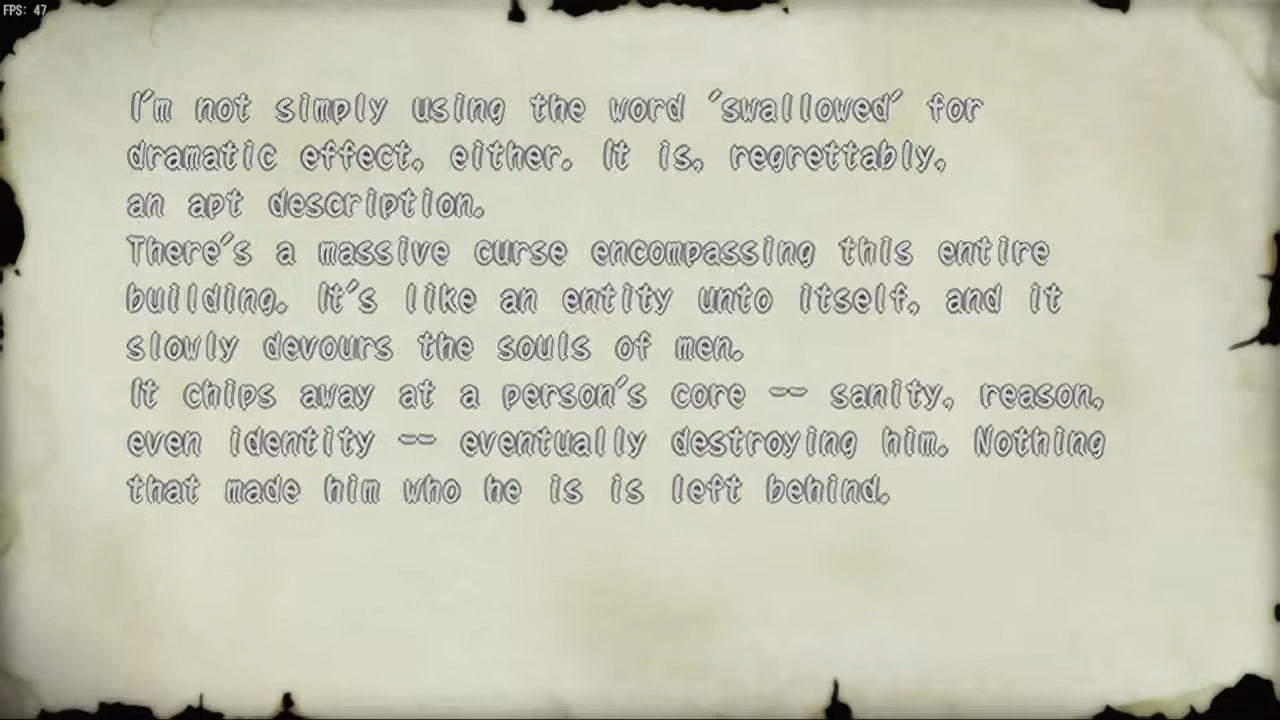 FPS: 47
I'm not simply using the word 'swallowed' for
dramatic effect, either. It is, regrettably,
an apt description.
There's a massive curse encompassing this entire
building. It's like an entity unto itself, and it
slowly devours the souls of men.
It chips away at a person's core -- sanity, reason,
even identity -- eventually destroying him. Nothing
that made him who he is is left behind.